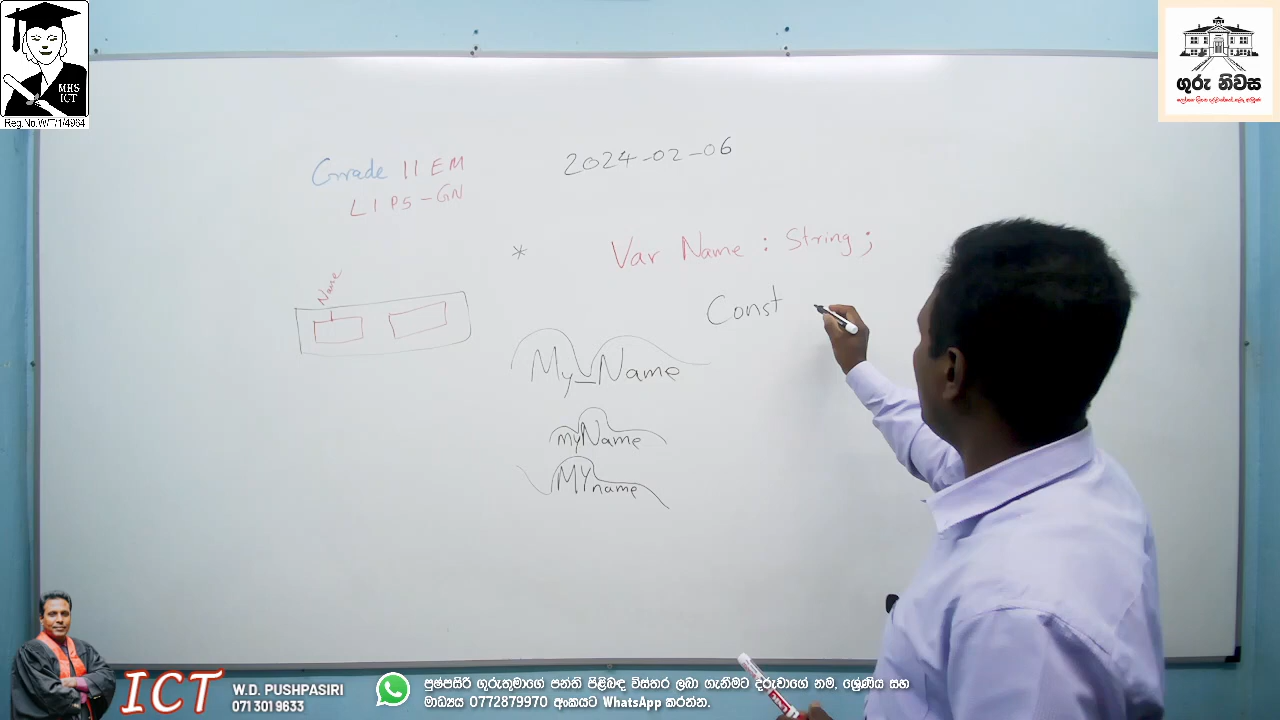 MHS
ICT
Reg.No.W/T1/4964
ගුරු නිවස
Grade 11 EM
L1 P5 - GN
2024-02-06
* Var Name : String ;
Name
Const
My_Name
myName
MYname
ICT
W.D. PUSHPASIRI
071 301 9633
පුෂ්පසිරි ගුරුතුමාගේ පන්ති පිළිබඳ විස්තර ලබා ගැනීමට දරුවාගේ නම, ශ්‍රේණිය සහ
මාධ්‍යය 0772879970 අංකයට WhatsApp කරන්න.